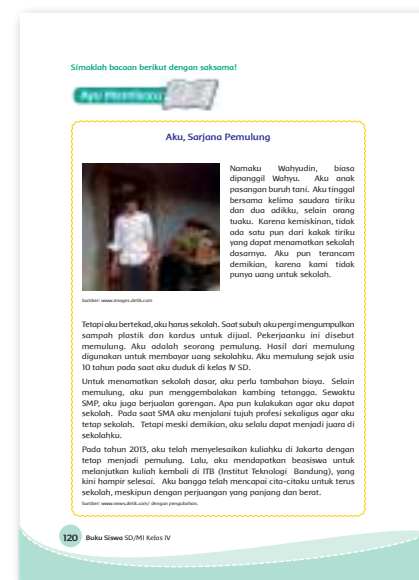 Simaklah bacaan berikut dengan saksama!
Ayo Membaca
Aku, Sarjana Pemulung
Namaku Wahyudin, biasa
dipanggil Wahyu. Aku anak
pasangan buruh tani. Aku tinggal
bersama kelima saudara tiriku
dan dua adikku, selain orang
tuaku. Karena kemiskinan, tidak
ada satu pun dari kakak tiriku
yang dapat menamatkan sekolah
dasarnya. Aku pun terancam
demikian, karena kami tidak
punya uang untuk sekolah.
Sumber: www.images.detik.com
Tetapi aku bertekad, aku harus sekolah. Saat subuh aku pergi mengumpulkan
sampah plastik dan kardus untuk dijual. Pekerjaanku ini disebut
memulung. Aku adalah seorang pemulung. Hasil dari memulung
digunakan untuk membayar uang sekolahku. Aku memulung sejak usia
10 tahun pada saat aku duduk di kelas IV SD.
Untuk menamatkan sekolah dasar, aku perlu tambahan biaya. Selain
memulung, aku pun menggembalakan kambing tetangga. Sewaktu
SMP, aku juga berjualan gorengan. Apa pun kulakukan agar aku dapat
sekolah. Pada saat SMA aku menjalani tujuh profesi sekaligus agar aku
tetap sekolah. Tetapi meski demikian, aku selalu dapat menjadi juara di
sekolahku.
Pada tahun 2013, aku telah menyelesaikan kuliahku di Jakarta dengan
tetap menjadi pemulung. Lalu, aku mendapatkan beasiswa untuk
melanjutkan kuliah kembali di ITB (Institut Teknologi Bandung), yang
kini hampir selesai. Aku bangga telah mencapai cita-citaku untuk terus
sekolah, meskipun dengan perjuangan yang panjang dan berat.
Sumber: www.news.detik.com/ dengan pengubahan.
120 Buku Siswa SD/MI Kelas IV